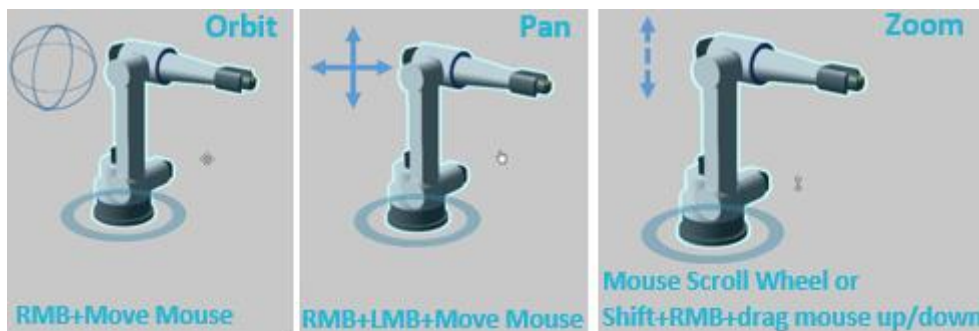 Orbit
RMB+Move Mouse
Pan
RMB+LMB+Move Mouse
Zoom
Mouse Scroll Wheel or
Shift+RMB+drag mouse up/down